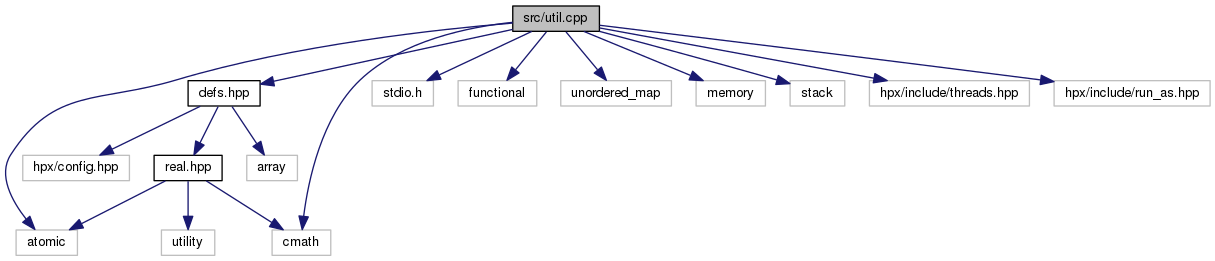 src/util.cpp
defs.hpp
stdio.h
functional
unordered_map
memory
stack
hpx/include/threads.hpp
hpx/include/run_as.hpp
hpx/config.hpp
real.hpp
array
atomic
utility
cmath